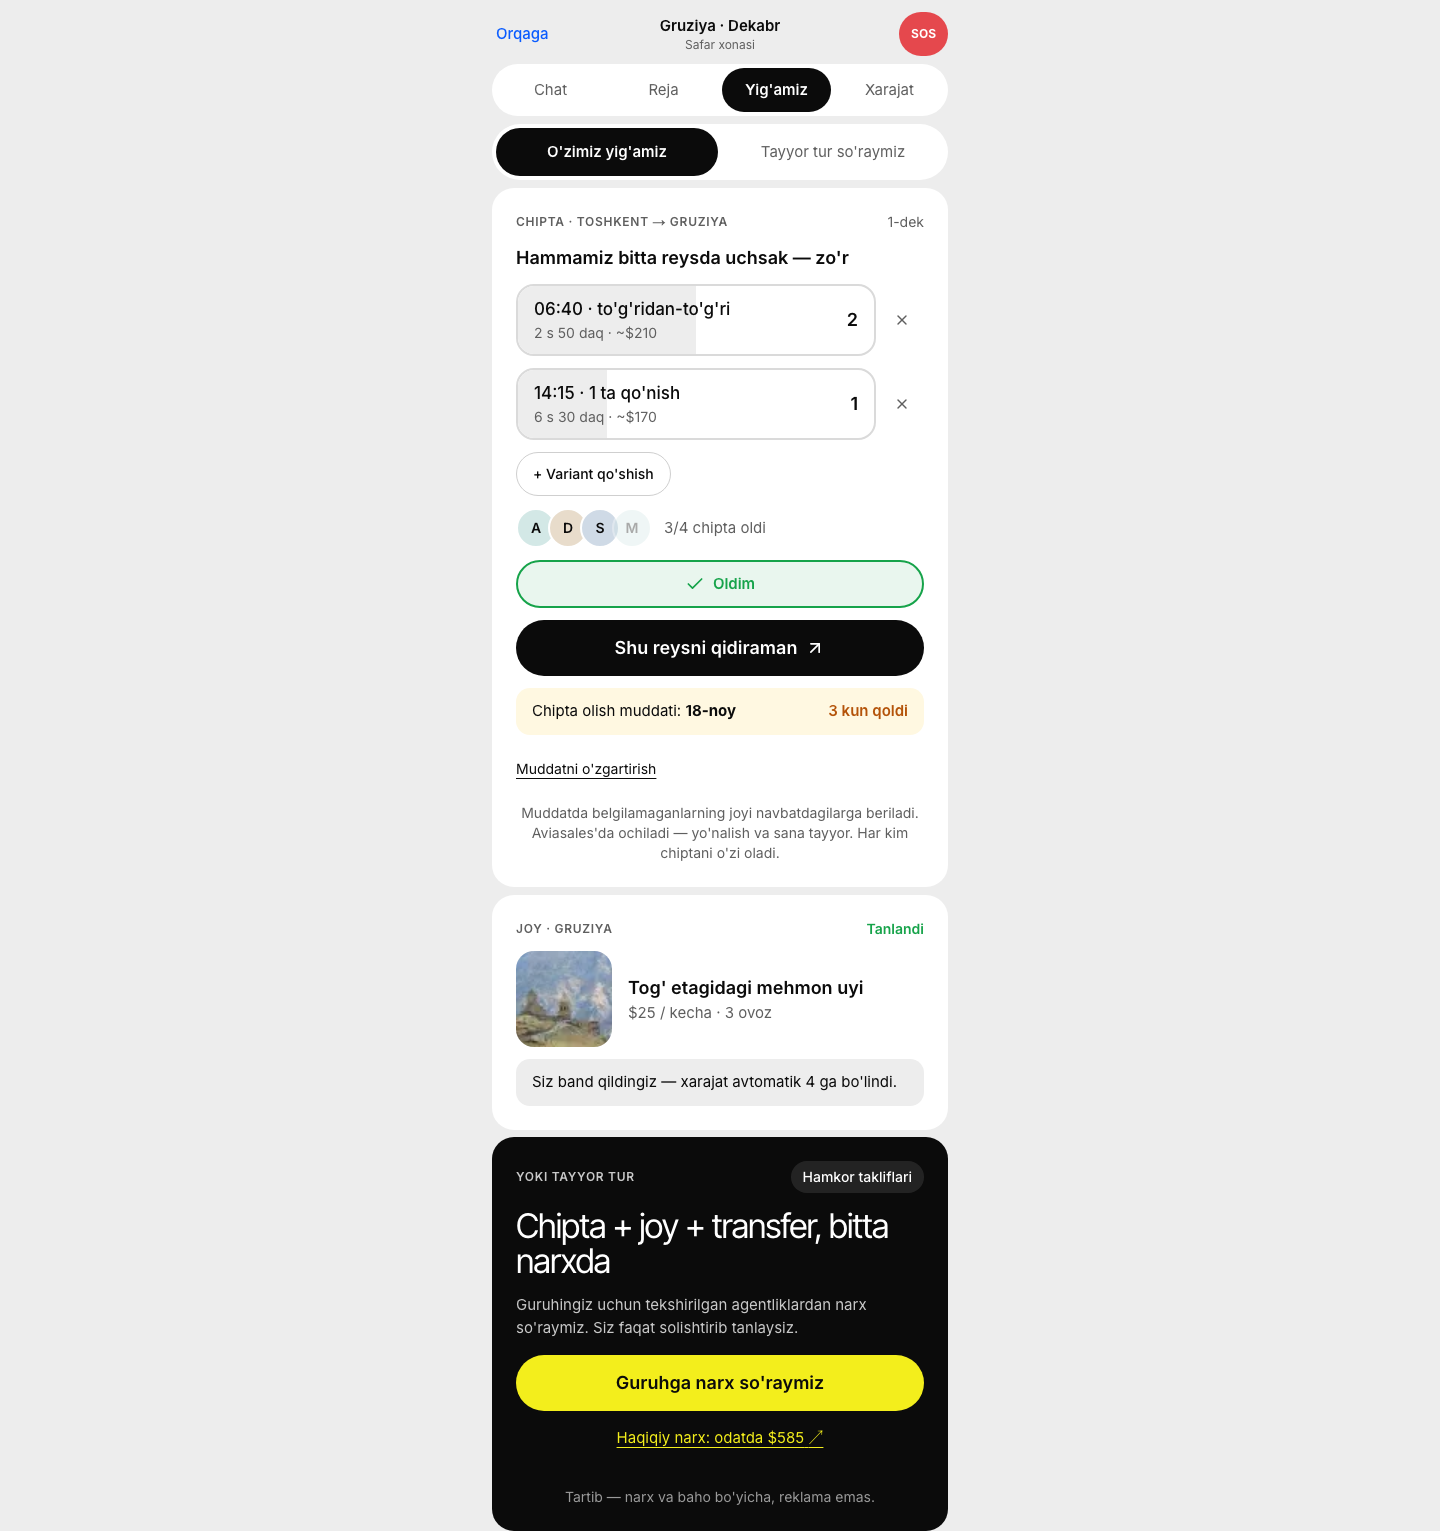 Orqaga
Gruziya · Dekabr
Safar xonasi
SOS
Chat
Reja
Yig'amiz
Xarajat
O'zimiz yig'amiz
Tayyor tur so'raymiz
CHIPTA · TOSHKENT → GRUZIYA
1-dek
Hammamiz bitta reysda uchsak — zo'r
06:40 · to'g'ridan-to'g'ri
2 s 50 daq · ~$210
2
×
14:15 · 1 ta qo'nish
6 s 30 daq · ~$170
1
×
+ Variant qo'shish
A
D
S
M
3/4 chipta oldi
✓ Oldim
Shu reysni qidiraman ↗
Chipta olish muddati: 18-noy
3 kun qoldi
Muddatni o'zgartirish
Muddatda belgilamaganlarning joyi navbatdagilarga beriladi.
Aviasales'da ochiladi — yo'nalish va sana tayyor. Har kim
chiptani o'zi oladi.
JOY · GRUZIYA
Tanlandi
Tog' etagidagi mehmon uyi
$25 / kecha · 3 ovoz
Siz band qildingiz — xarajat avtomatik 4 ga bo'lindi.
YOKI TAYYOR TUR
Hamkor takliflari
Chipta + joy + transfer, bitta
narxda
Guruhingiz uchun tekshirilgan agentliklardan narx
so'raymiz. Siz faqat solishtirib tanlaysiz.
Guruhga narx so'raymiz
Haqiqiy narx: odatda $585 ↗
Tartib — narx va baho bo'yicha, reklama emas.